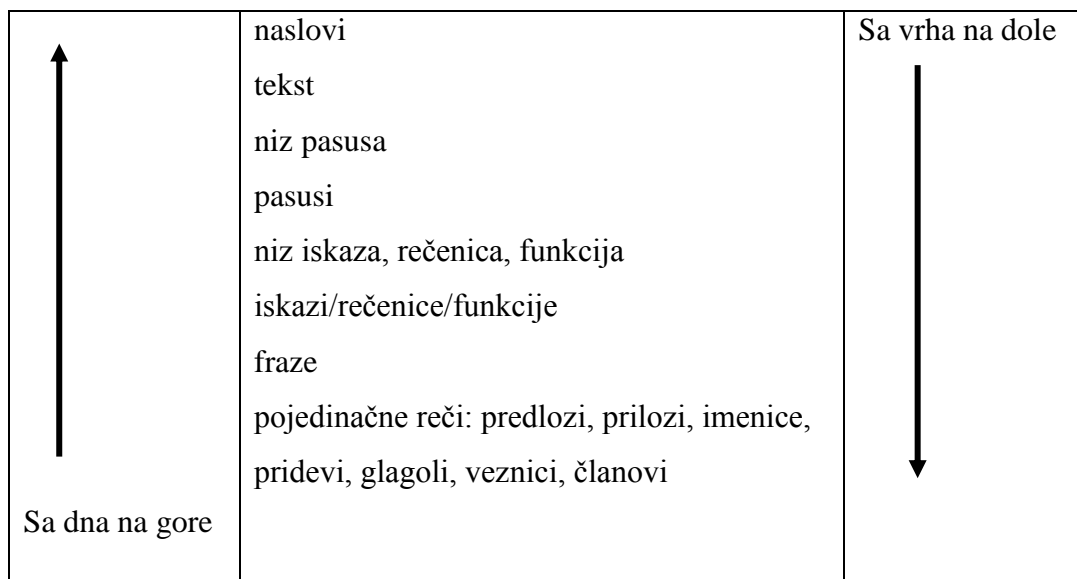 naslovi
Sa vrha na dole
tekst
niz pasusa
pasusi
niz iskaza, rečenica, funkcija
iskazi/rečenice/funkcije
fraze
pojedinačne reči: predlozi, prilozi, imenice,
pridevi, glagoli, veznici, članovi
Sa dna na gore